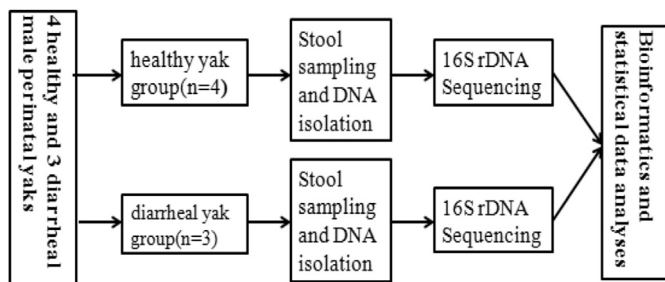 4 healthy and 3 diarrheal
male perinatal yaks
healthy yak
group(n=4)
Stool
sampling
and DNA
isolation
16S rDNA
Sequencing
diarrheal yak
group(n=3)
Stool
sampling
and DNA
isolation
16S rDNA
Sequencing
Bioinformatics and
statistical data analyses